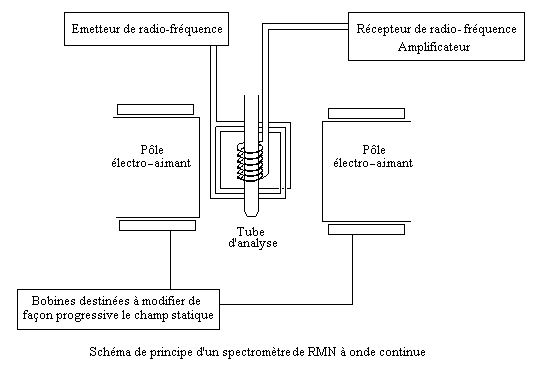 Emetteur de radio-fréquence
Récepteur de radio-fréquence
Amplificateur
Pôle
électro-aimant
Pôle
électro-aimant
Tube
d'analyse
Bobines destinées à modifier de
façon progressive le champ statique
Schéma de principe d'un spectromètre de RMN à onde continue